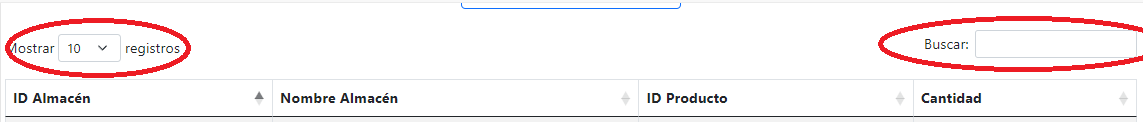 Mostrar 10 registros Buscar:
ID Almacén Nombre Almacén ID Producto Cantidad